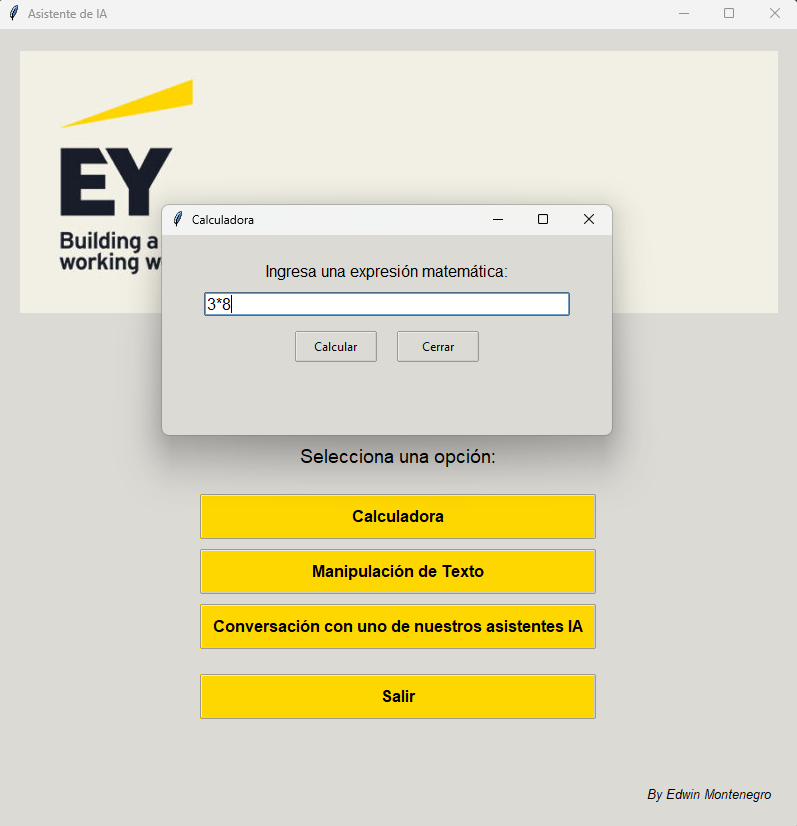 Asistente de IA
EY
Building a
working w
Calculadora
Ingresa una expresión matemática:
3*8
Calcular
Cerrar
Selecciona una opción:
Calculadora
Manipulación de Texto
Conversación con uno de nuestros asistentes IA
Salir
By Edwin Montenegro